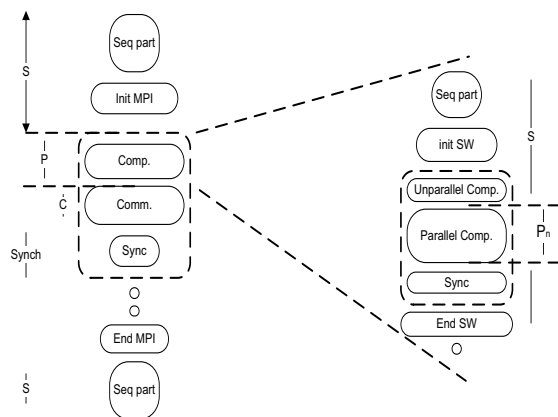 Seq part
S
Init MPI
P
Comp.
C
Comm.
Synch
Sync
End MPI
S
Seq part
Seq part
init SW
S
Unparallel Comp.
Parallel Comp.
Pn
Sync
End SW